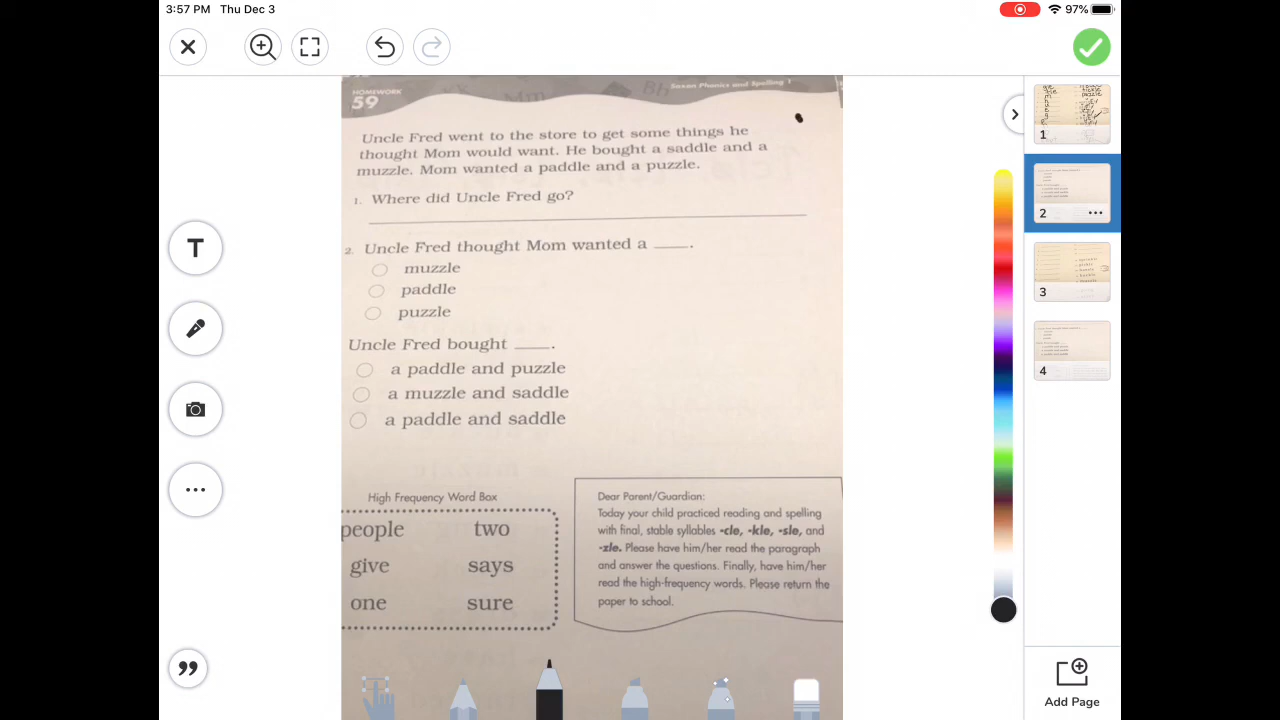 3:57 PM Thu Dec 3
97%
HOMEWORK
59
Mm
Bb
Saxon Phonics and Spelling 1
Uncle Fred went to the store to get some things he
thought Mom would want. He bought a saddle and a
muzzle. Mom wanted a paddle and a puzzle.
1. Where did Uncle Fred go?
2. Uncle Fred thought Mom wanted a ____.
muzzle
paddle
puzzle
Uncle Fred bought ____.
a paddle and puzzle
a muzzle and saddle
a paddle and saddle
High Frequency Word Box
people two
give says
one sure
Dear Parent/Guardian:
Today your child practiced reading and spelling
with final, stable syllables -cle, -kle, -sle, and
-zle. Please have him/her read the paragraph
and answer the questions. Finally, have him/her
read the high-frequency words. Please return the
paper to school.
T
1
2
3
4
Add Page